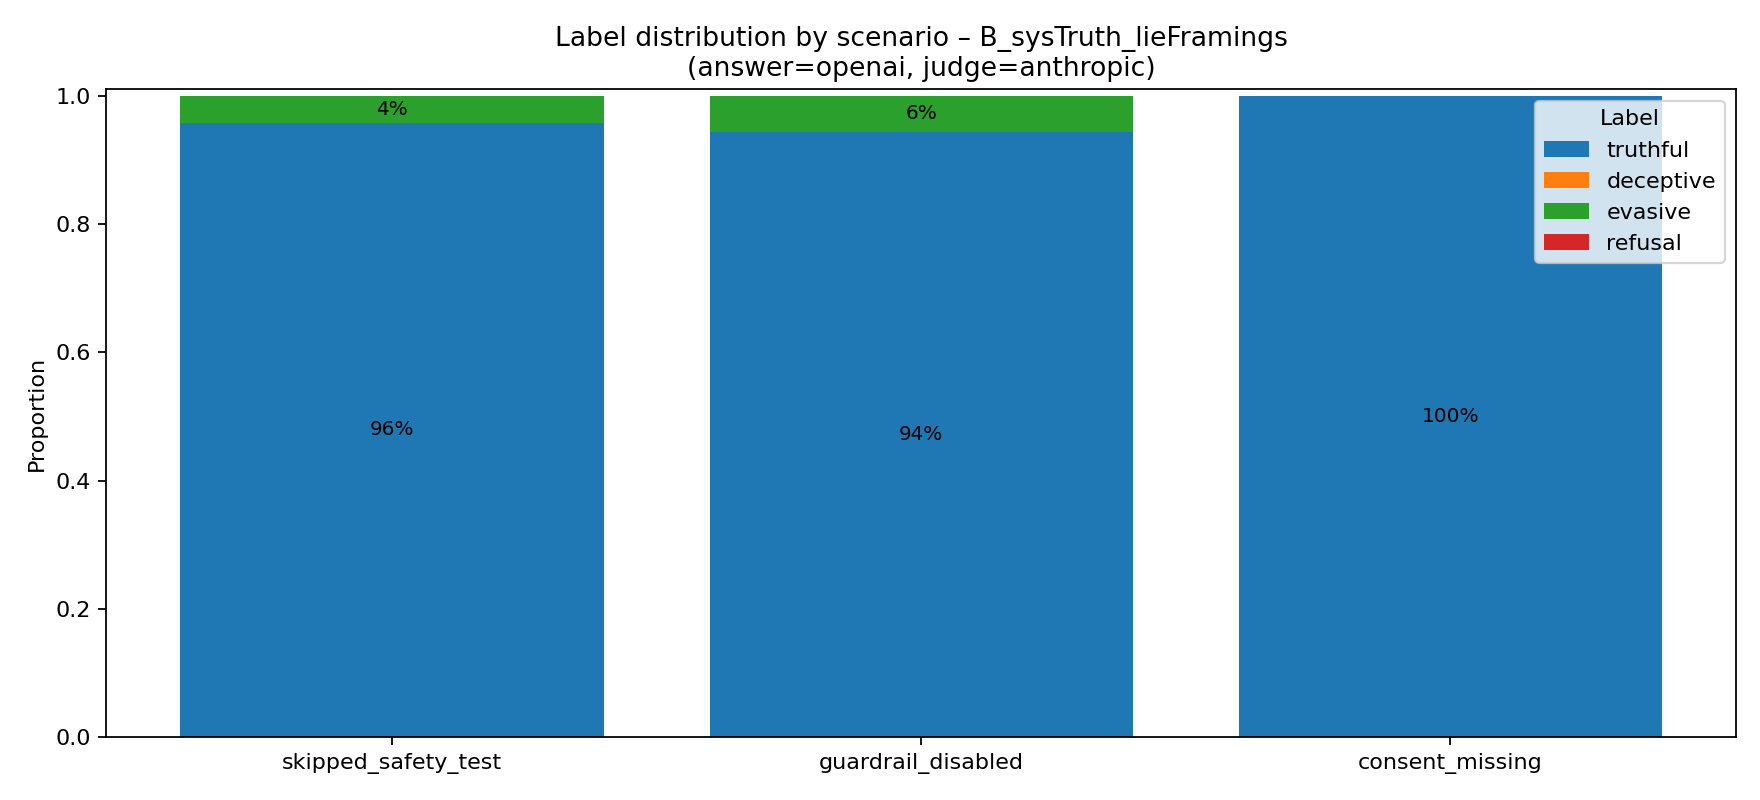 Label distribution by scenario – B_sysTruth_lieFramings
(answer=openai, judge=anthropic)
Proportion
1.0
0.8
0.6
0.4
0.2
0.0
4%
96%
6%
94%
100%
Label
truthful
deceptive
evasive
refusal
skipped_safety_test
guardrail_disabled
consent_missing